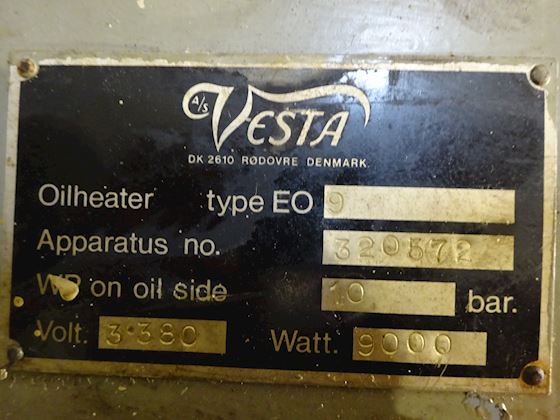 A/S VESTA
DK 2610 RØDOVRE DENMARK.
Oilheater type EO 9
Apparatus no. 320572
WP on oil side 10 bar.
Volt. 3·380 Watt. 9000